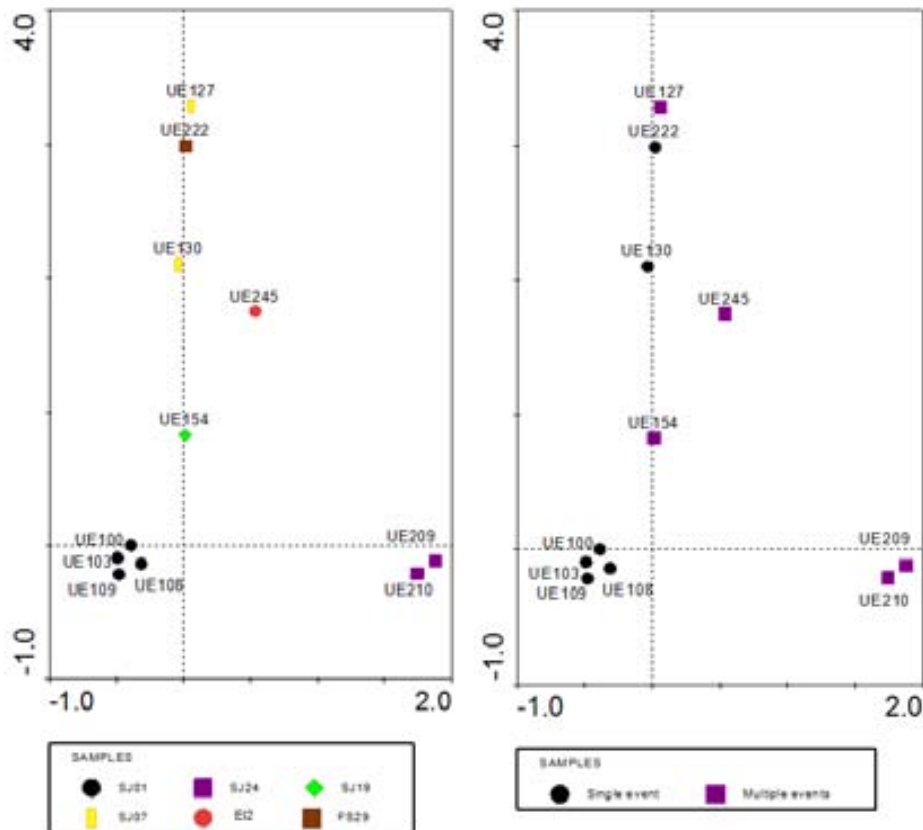 4.0
UE127
UE222
UE130
UE245
UE154
UE100
UE209
UE103
UE109
UE108
UE210
-1.0
-1.0
2.0
SAMPLES
SJ01
SJ24
SJ19
SJ07
EI2
FS29
4.0
UE127
UE222
UE130
UE245
UE154
UE100
UE209
UE103
UE109
UE108
UE210
-1.0
-1.0
2.0
SAMPLES
Single event
Multiple events